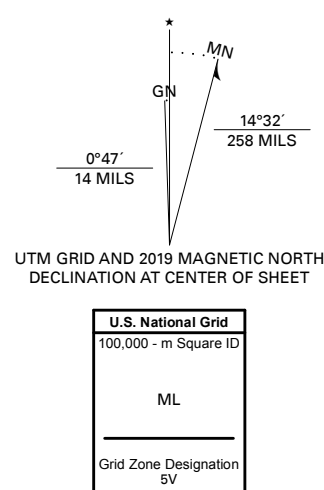 ★
MN
GN
14°32´
258 MILS
0°47´
14 MILS
UTM GRID AND 2019 MAGNETIC NORTH
DECLINATION AT CENTER OF SHEET
U.S. National Grid
100,000 - m Square ID
ML
Grid Zone Designation
5V